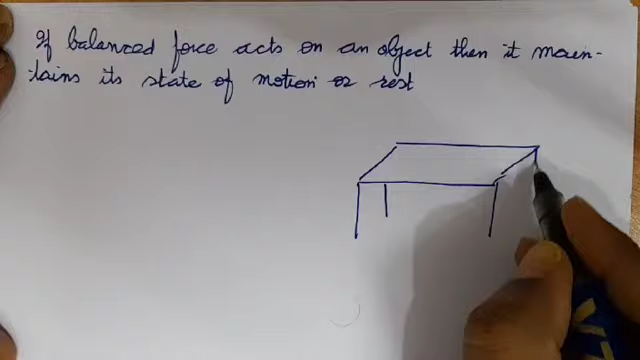 If balanced force acts on an object then it main-
tains its state of motion or rest